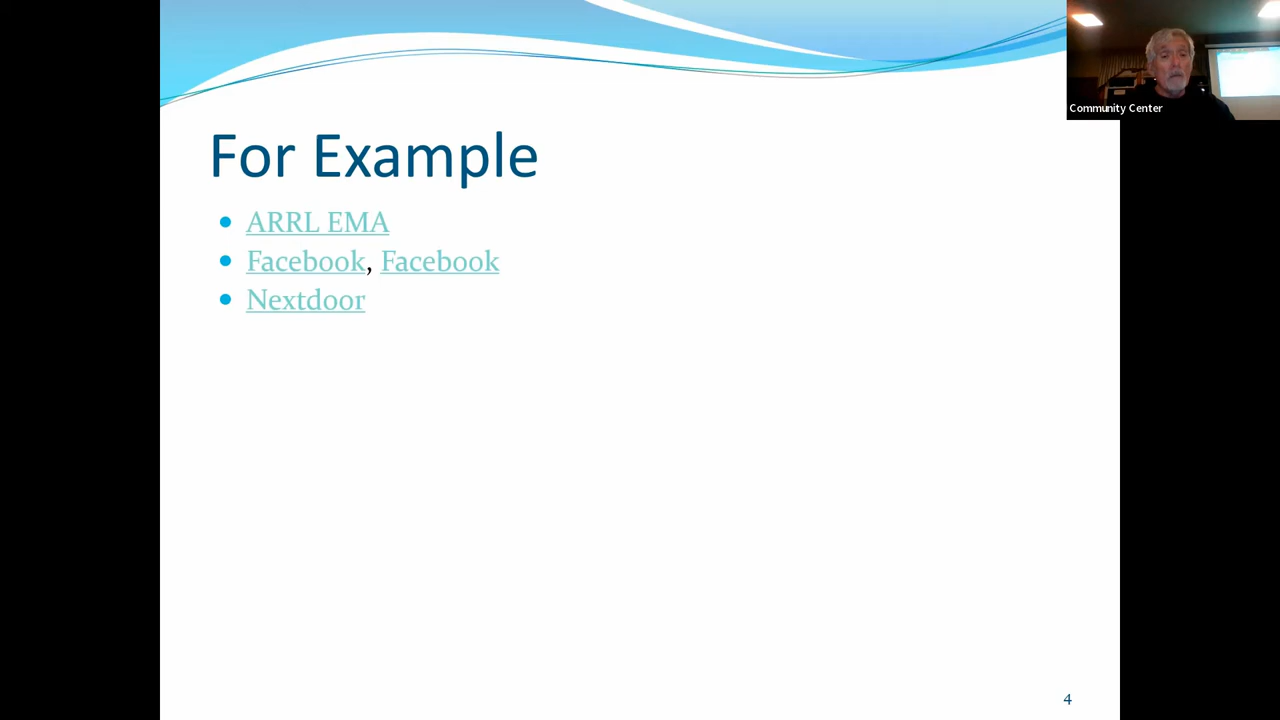 Community Center
For Example
ARRL EMA
Facebook, Facebook
Nextdoor
4